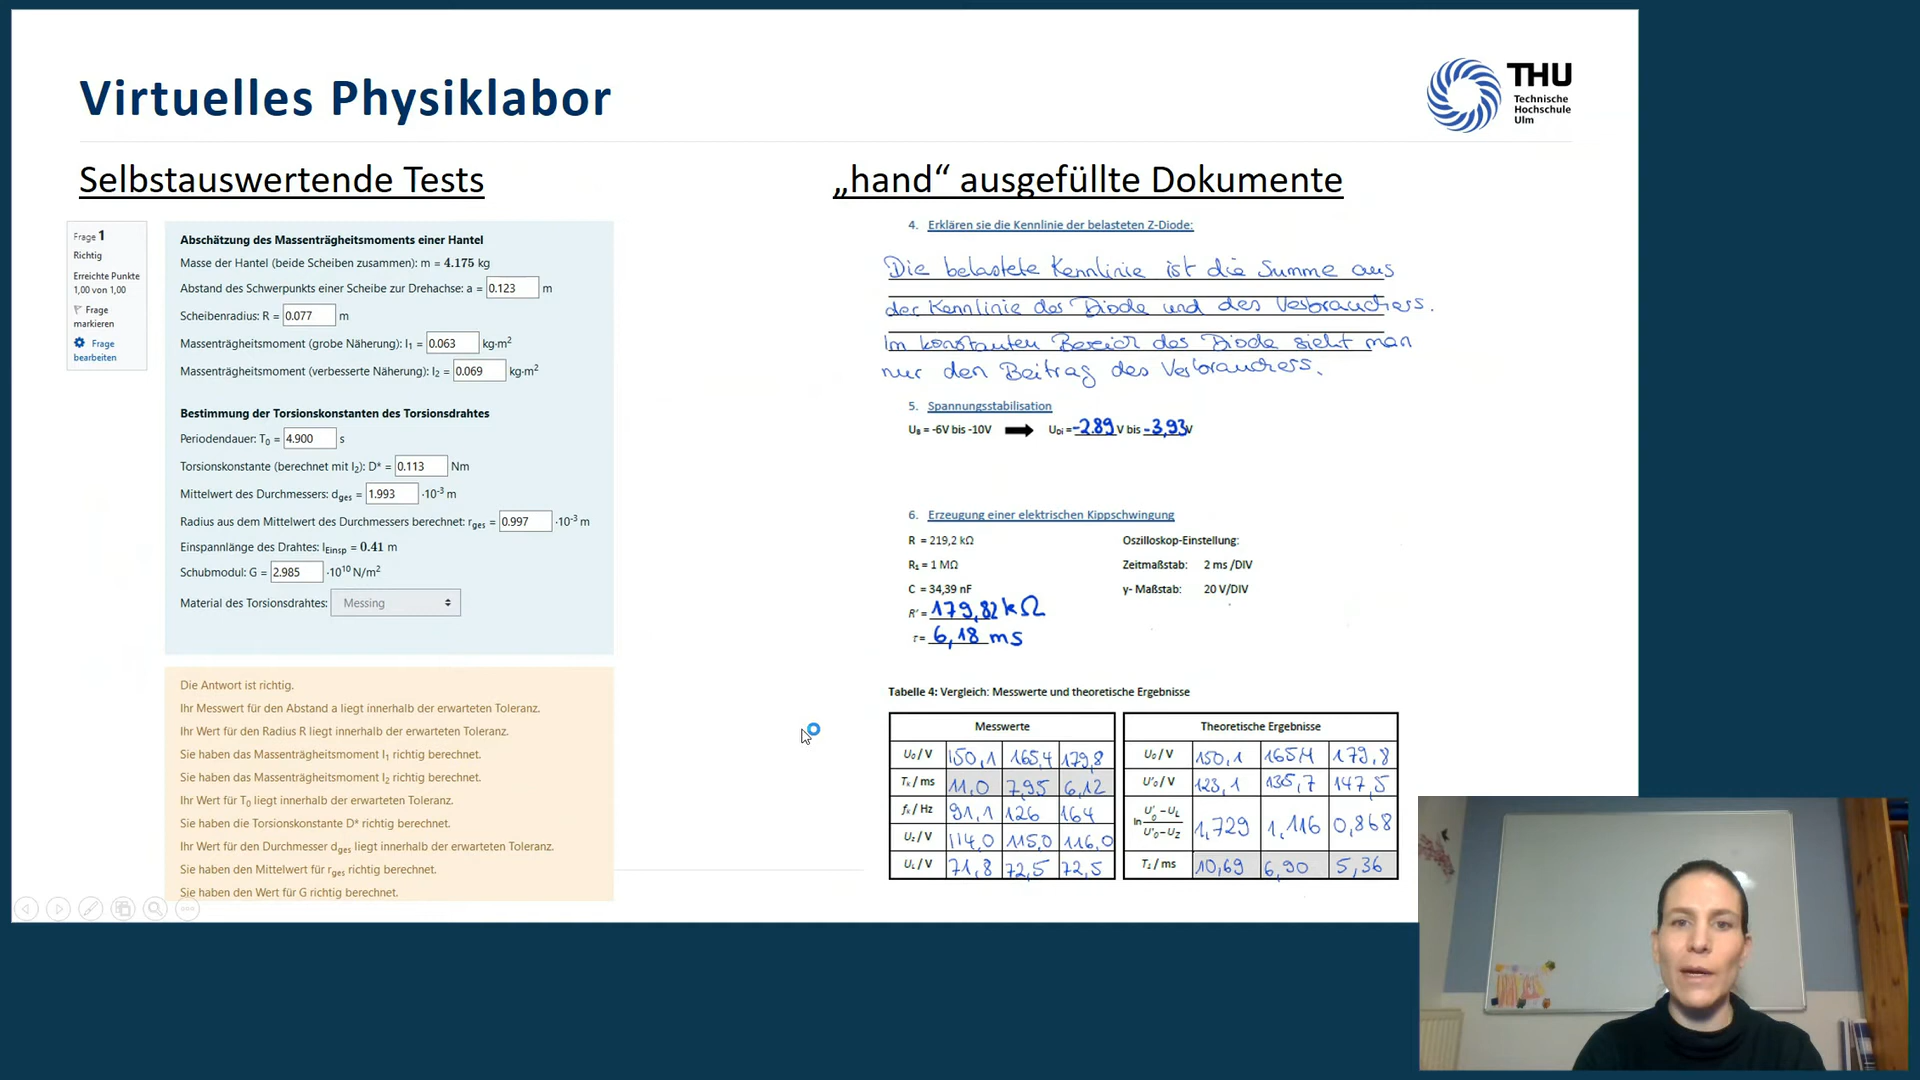 Virtuelles Physiklabor
THU
Technische
Hochschule
Ulm
Selbstauswertende Tests
Frage 1
Richtig
Erreichte Punkte
1,00 von 1,00
Frage
markieren
Frage
bearbeiten
Abschätzung des Massenträgheitsmoments einer Hantel
Masse der Hantel (beide Scheiben zusammen): m = 4.175 kg
Abstand des Schwerpunkts einer Scheibe zur Drehachse: a = 0.123 m
Scheibenradius: R = 0.077 m
Massenträgheitsmoment (grobe Näherung): I₁ = 0.063 kg·m²
Massenträgheitsmoment (verbesserte Näherung): I₂ = 0.069 kg·m²
Bestimmung der Torsionskonstanten des Torsionsdrahtes
Periodendauer: T₀ = 4.900 s
Torsionskonstante (berechnet mit I₂): D* = 0.113 Nm
Mittelwert des Durchmessers: dges = 1.993 ·10⁻³ m
Radius aus dem Mittelwert des Durchmessers berechnet: rges = 0.997 ·10⁻³ m
Einspannlänge des Drahtes: lEinsp = 0.41 m
Schubmodul: G = 2.985 ·10¹⁰ N/m²
Material des Torsionsdrahtes: Messing
Die Antwort ist richtig.
Ihr Messwert für den Abstand a liegt innerhalb der erwarteten Toleranz.
Ihr Wert für den Radius R liegt innerhalb der erwarteten Toleranz.
Sie haben das Massenträgheitsmoment I₁ richtig berechnet.
Sie haben das Massenträgheitsmoment I₂ richtig berechnet.
Ihr Wert für T₀ liegt innerhalb der erwarteten Toleranz.
Sie haben die Torsionskonstante D* richtig berechnet.
Ihr Wert für den Durchmesser dges liegt innerhalb der erwarteten Toleranz.
Sie haben den Mittelwert für rges richtig berechnet.
Sie haben den Wert für G richtig berechnet.
„hand“ ausgefüllte Dokumente
4. Erklären sie die Kennlinie der belasteten Z-Diode:
Die belastete Kennlinie ist die Summe aus
der Kennlinie der Diode und des Verbrauchers.
Im konstanten Bereich der Diode sieht man
nur den Beitrag des Verbrauchers.
5. Spannungsstabilisation
UB = -6V bis -10V U0i = -2.89 V bis -3,93 V
6. Erzeugung einer elektrischen Kippschwingung
R = 219,2 kΩ Oszilloskop-Einstellung:
R₁ = 1 MΩ Zeitmaßstab: 2 ms /DIV
C = 34,39 nF y- Maßstab: 20 V/DIV
R' = 179,82 kΩ
τ = 6,18 ms
Tabelle 4: Vergleich: Messwerte und theoretische Ergebnisse
Messwerte Theoretische Ergebnisse
U₀ / V 150,1 165,4 179,8 U₀ / V 150,1 165,4 179,8
Tₖ / ms 11,0 7,95 6,12 U'₀ / V 123,1 135,7 147,5
fₖ / Hz 91,1 126 164 ln (U'₀ – UL)/(U'₀ – UZ) 1,729 1,116 0,868
Uz / V 114,0 115,0 116,0
UL / V 71,8 72,5 72,5 / ms 10,69 6,90 5,36